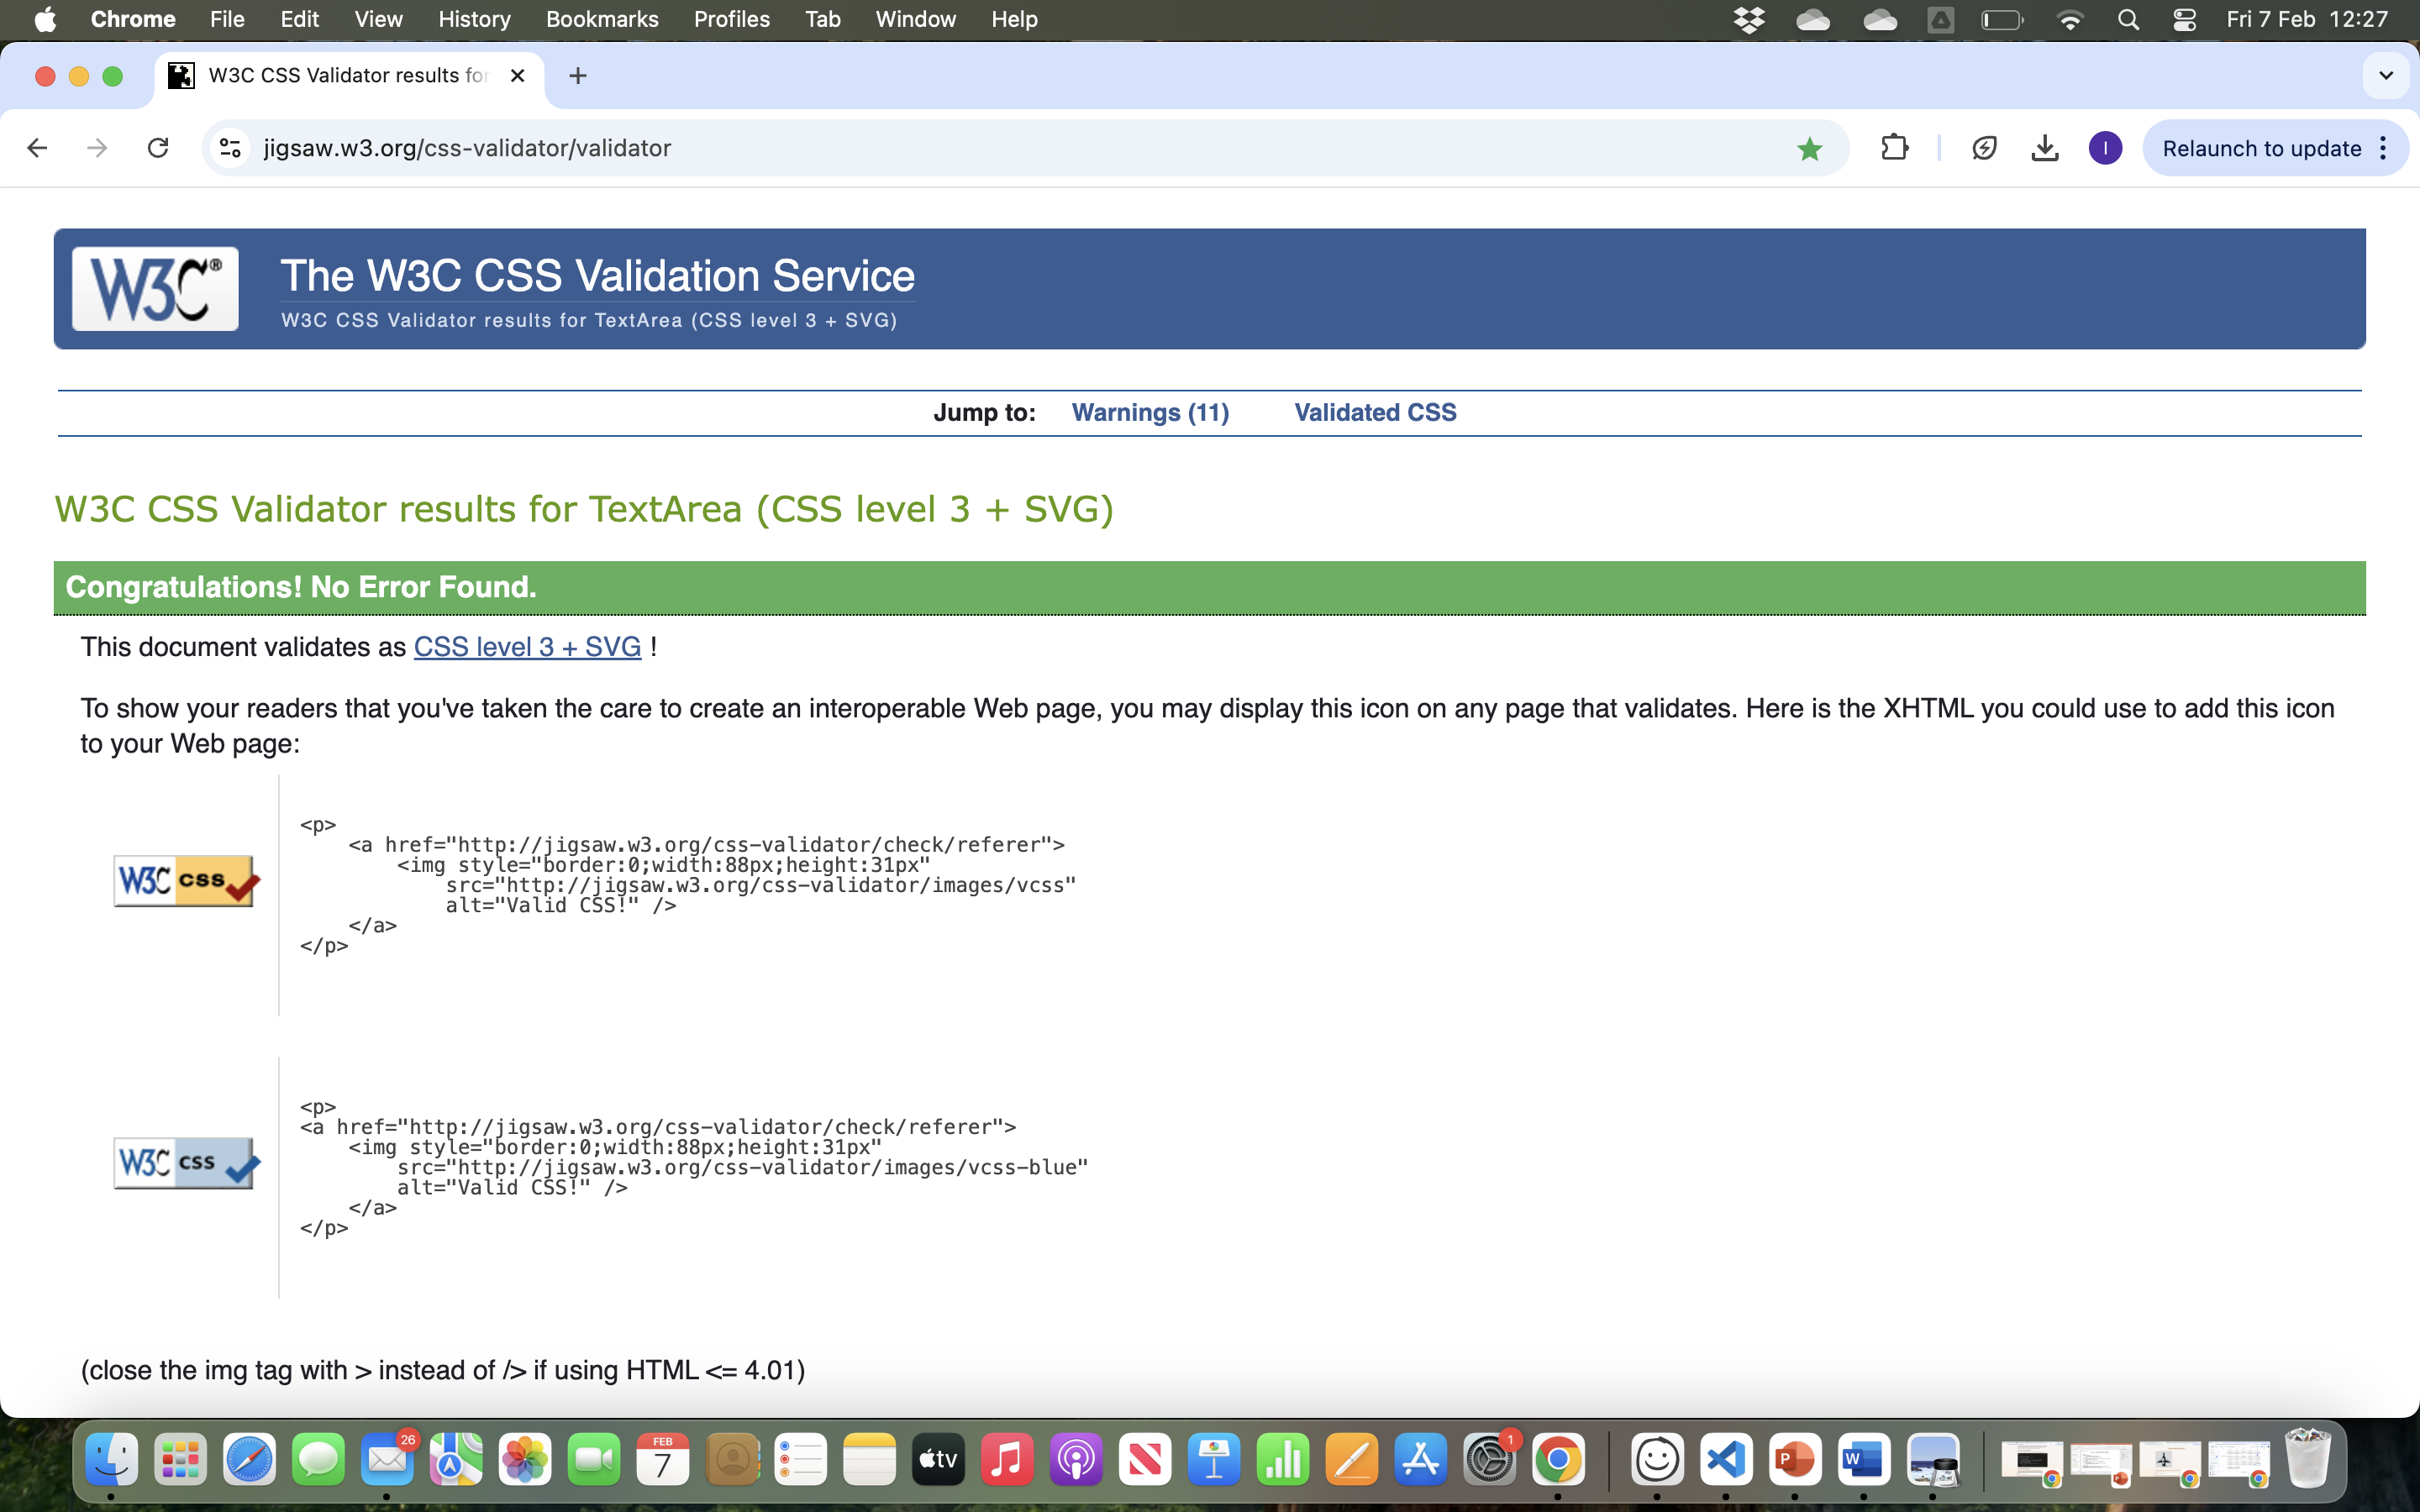 Chrome File Edit View History Bookmarks Profiles Tab Window Help Fri 7 Feb 12:27
W3C CSS Validator results for
jigsaw.w3.org/css-validator/validator I Relaunch to update
W3C® The W3C CSS Validation Service
W3C CSS Validator results for TextArea (CSS level 3 + SVG)
Jump to: Warnings (11) Validated CSS
W3C CSS Validator results for TextArea (CSS level 3 + SVG)
Congratulations! No Error Found.
This document validates as CSS level 3 + SVG !
To show your readers that you've taken the care to create an interoperable Web page, you may display this icon on any page that validates. Here is the XHTML you could use to add this icon
to your Web page:
<p>
<a href="http://jigsaw.w3.org/css-validator/check/referer">
<img style="border:0;width:88px;height:31px"
W3C css
src="http://jigsaw.w3.org/css-validator/images/vcss"
alt="Valid CSS!" />
</a>
</p>
<p>
<a href="http://jigsaw.w3.org/css-validator/check/referer">
<img style="border:0;width:88px;height:31px"
W3C css
src="http://jigsaw.w3.org/css-validator/images/vcss-blue"
alt="Valid CSS!" />
</a>
</p>
(close the img tag with > instead of /> if using HTML <= 4.01)
26 FEB 7 tv 1 P W